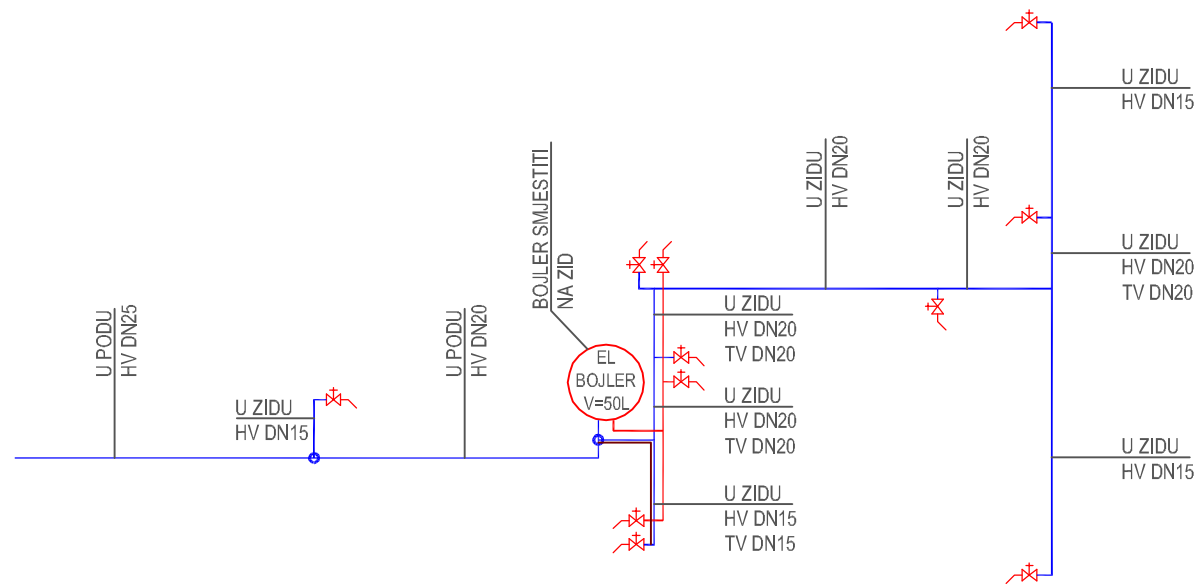 U PODU
HV DN25
U ZIDU
HV DN15
U PODU
HV DN20
BOJLER SMJESTITI
NA ZID
EL
BOJLER
V=50L
U ZIDU
HV DN20
TV DN20
U ZIDU
HV DN20
TV DN20
U ZIDU
HV DN15
TV DN15
U ZIDU
HV DN20
U ZIDU
HV DN20
U ZIDU
HV DN15
U ZIDU
HV DN20
TV DN20
U ZIDU
HV DN15